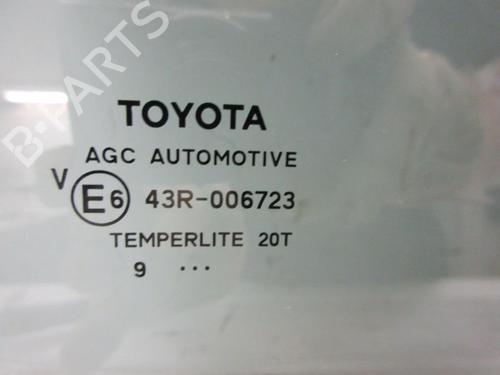 B-PARTS
TOYOTA
AGC AUTOMOTIVE
V E6 43R-006723
TEMPERLITE 20T
9 ...